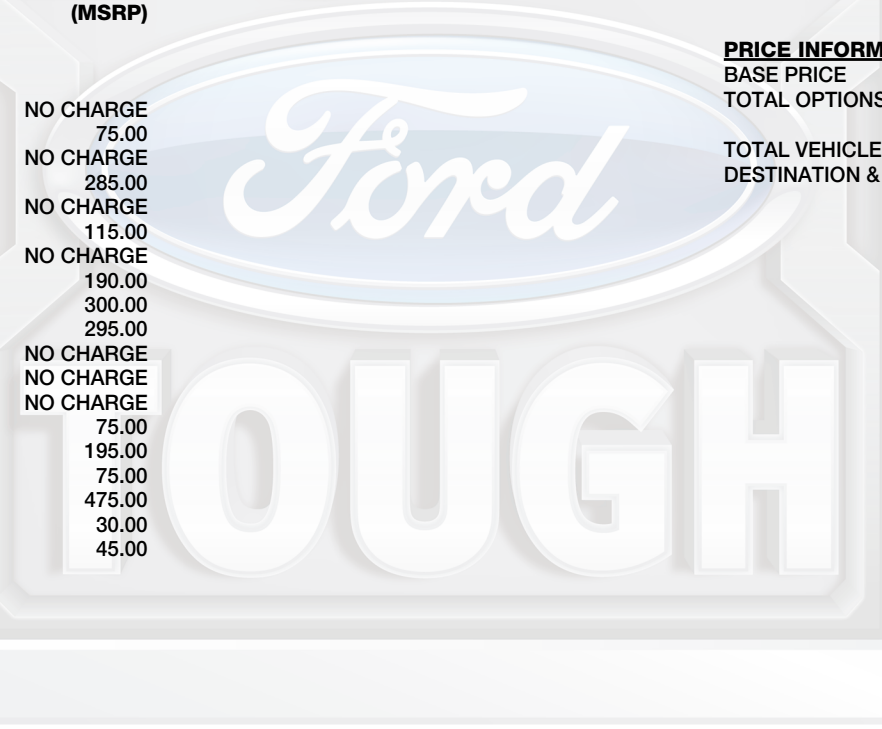 (MSRP)
NO CHARGE
75.00
NO CHARGE
285.00
NO CHARGE
115.00
NO CHARGE
190.00
300.00
295.00
NO CHARGE
NO CHARGE
NO CHARGE
75.00
195.00
75.00
475.00
30.00
45.00
PRICE INFORM
BASE PRICE
TOTAL OPTIONS
TOTAL VEHICLE
DESTINATION &
Ford
TOUGH